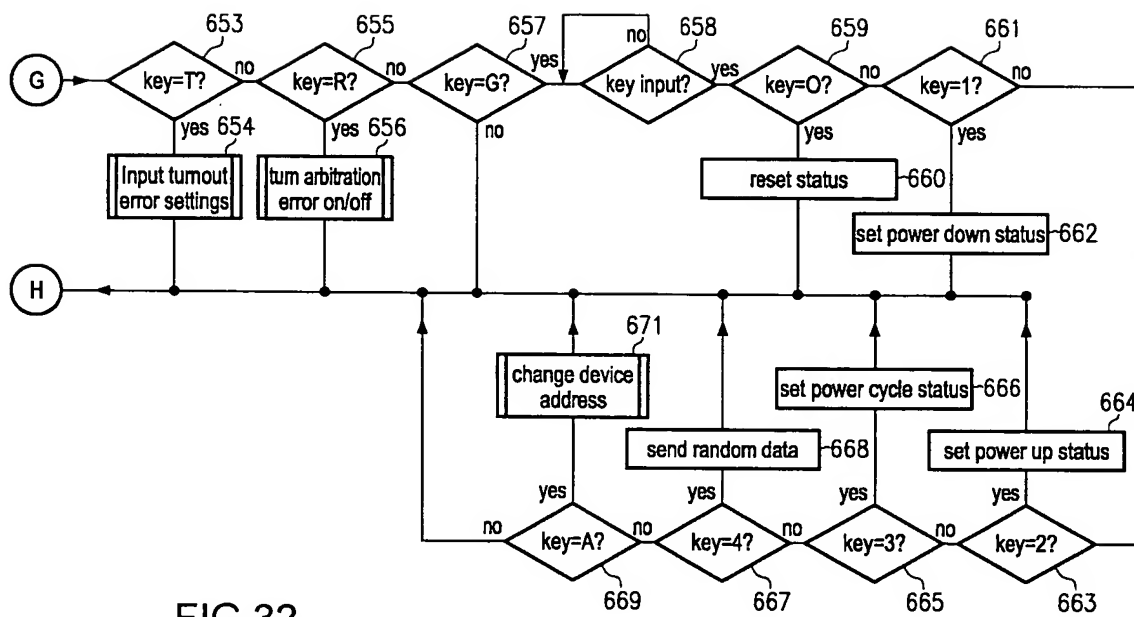 653
655
657
658
659
661
no
G
key=T?
no
key=R?
no
key=G?
yes
key input?
yes
key=O?
no
key=1?
no
yes
654
yes
656
no
yes
yes
Input turnout
error settings
turn arbitration
error on/off
reset status
660
set power down status
662
H
671
change device
address
set power cycle status
666
664
send random data
668
set power up status
yes
yes
yes
yes
no
key=A?
no
key=4?
no
key=3?
no
key=2?
669
667
665
663
FIG 32